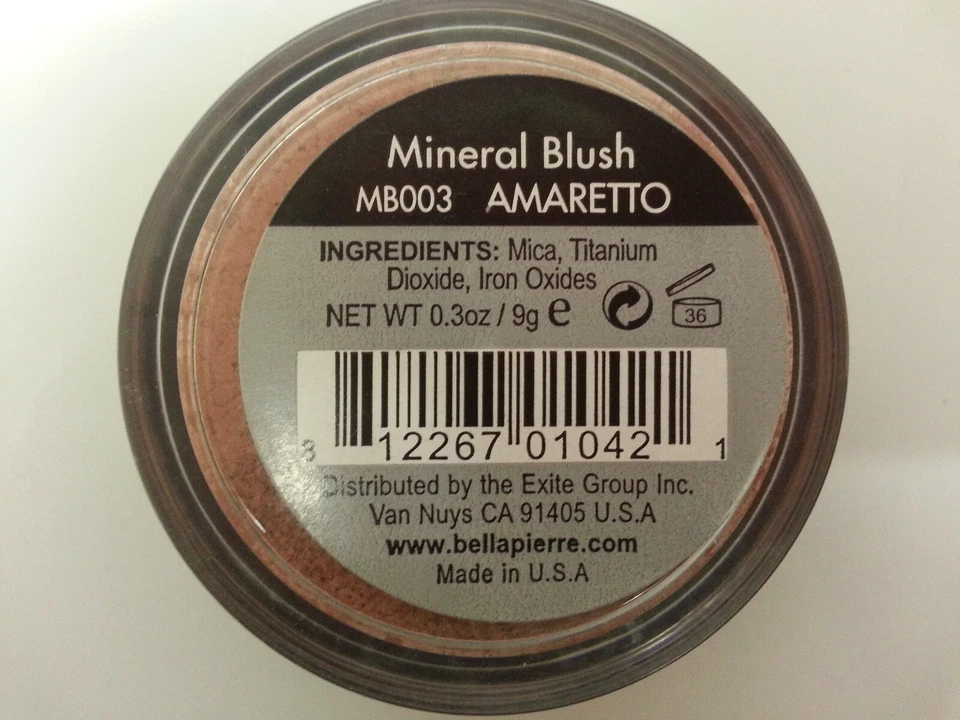 Mineral Blush
MB003 AMARETTO
INGREDIENTS: Mica, Titanium
Dioxide, Iron Oxides
NET WT 0.3oz / 9g e
36
8 12267 01042 1
Distributed by the Exite Group Inc.
Van Nuys CA 91405 U.S.A
www.bellapierre.com
Made in U.S.A